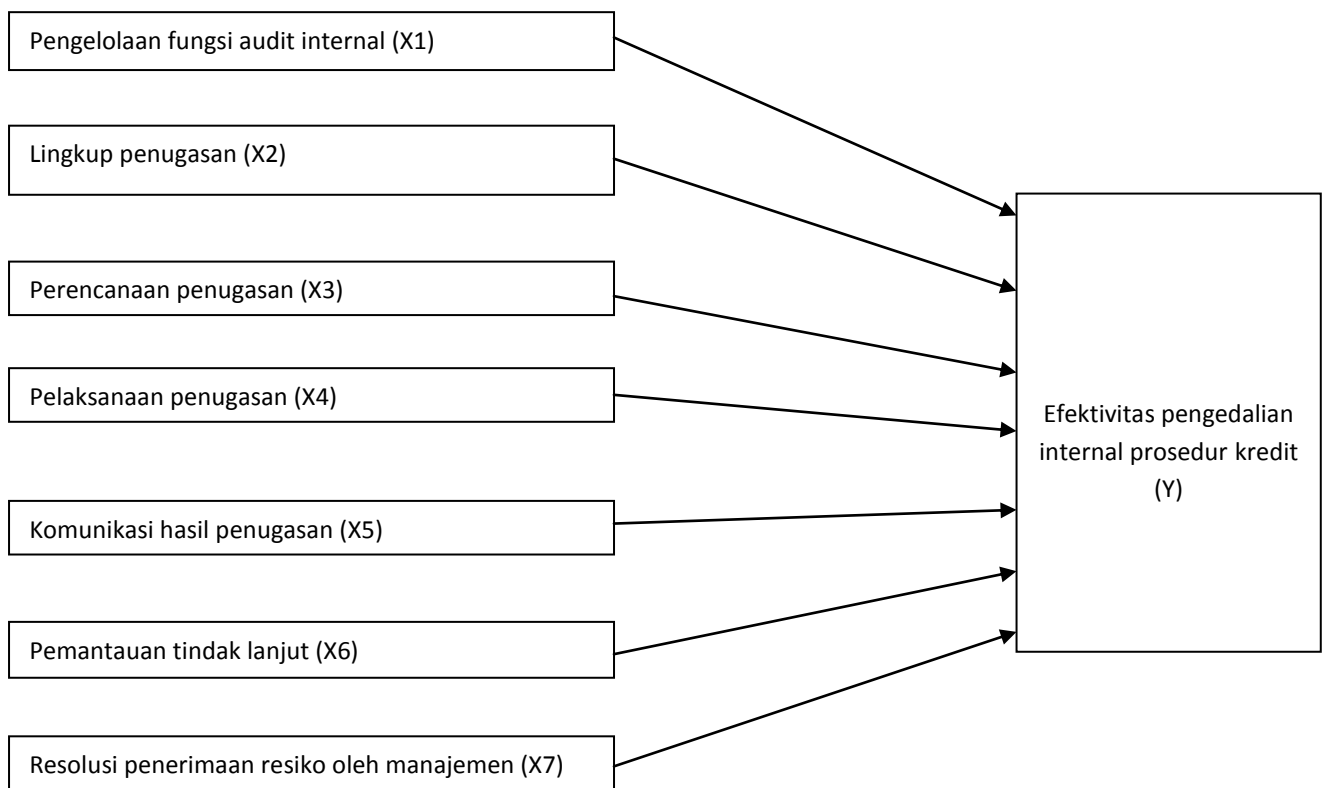 Pengelolaan fungsi audit internal (X1)
Lingkup penugasan (X2)
Perencanaan penugasan (X3)
Pelaksanaan penugasan (X4)
Komunikasi hasil penugasan (X5)
Pemantauan tindak lanjut (X6)
Resolusi penerimaan resiko oleh manajemen (X7)
Efektivitas pengedalian
internal prosedur kredit
(Y)